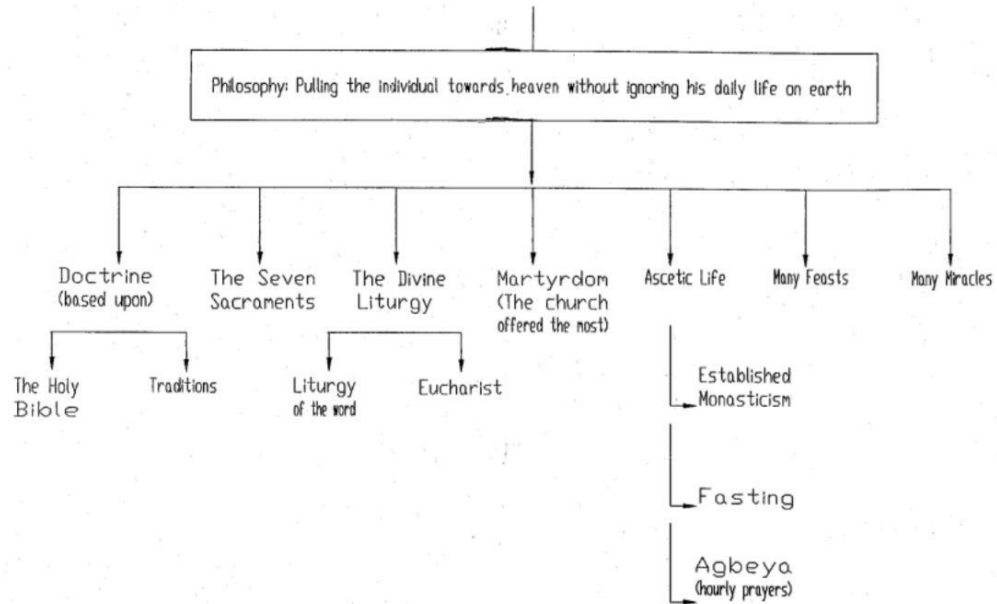 Philosophy: Pulling the individual towards heaven without ignoring his daily life on earth
Doctrine
(based upon)
The Seven
Sacraments
The Divine
Liturgy
Martyrdom
(The church
offered the most)
Ascetic Life
Many Feasts
Many Miracles
The Holy
Bible
Traditions
Liturgy
of the word
Eucharist
Established
Monasticism
Fasting
Agbeya
(hourly prayers)